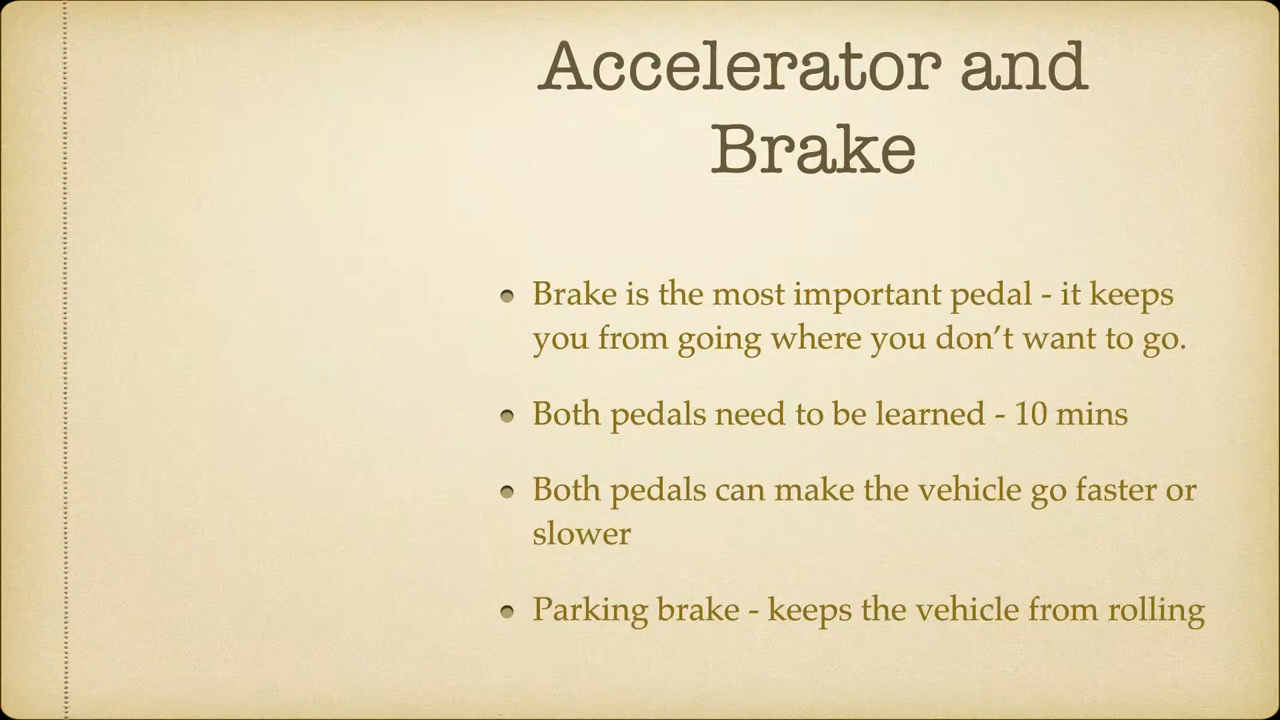 Accelerator and
Brake
• Brake is the most important pedal - it keeps
you from going where you don’t want to go.
• Both pedals need to be learned - 10 mins
• Both pedals can make the vehicle go faster or
slower
• Parking brake - keeps the vehicle from rolling